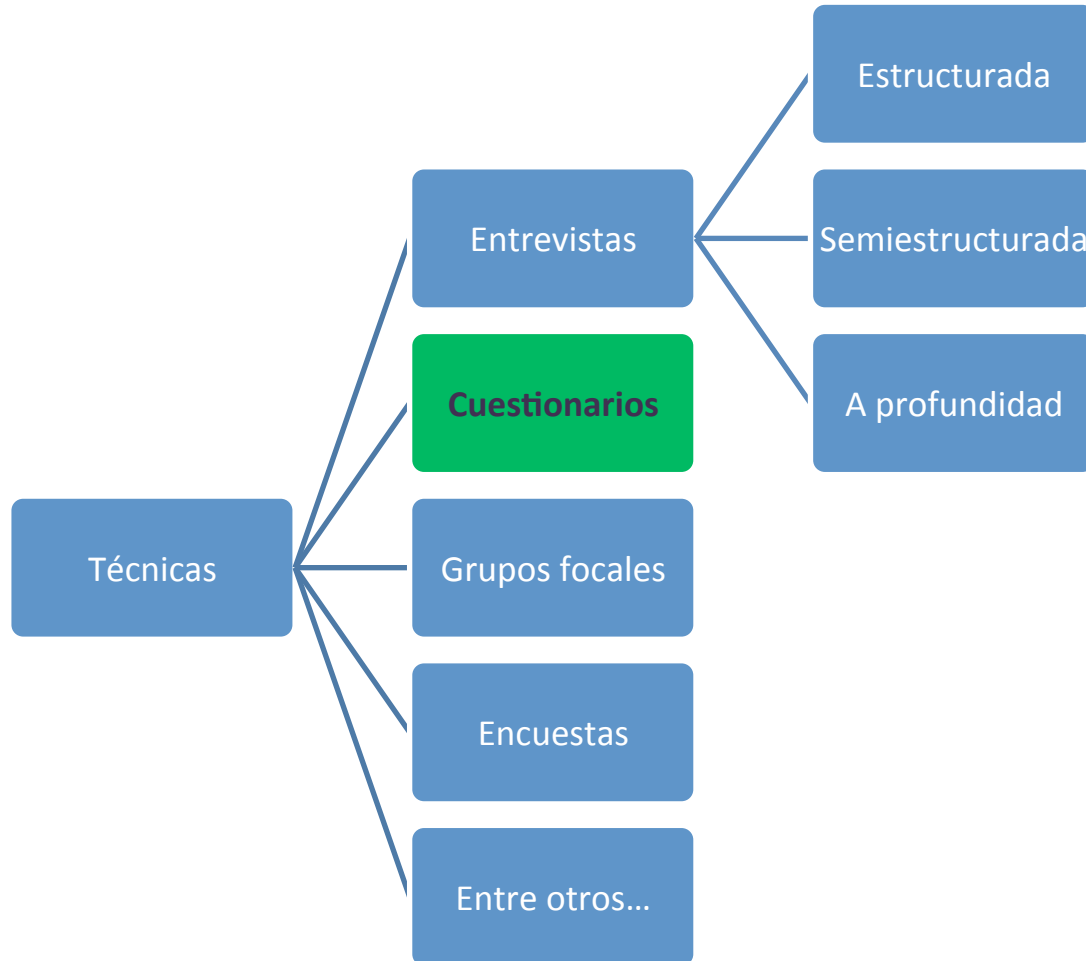 Técnicas
Entrevistas
Cuestionarios
Grupos focales
Encuestas
Entre otros...
Estructurada
Semiestructurada
A profundidad